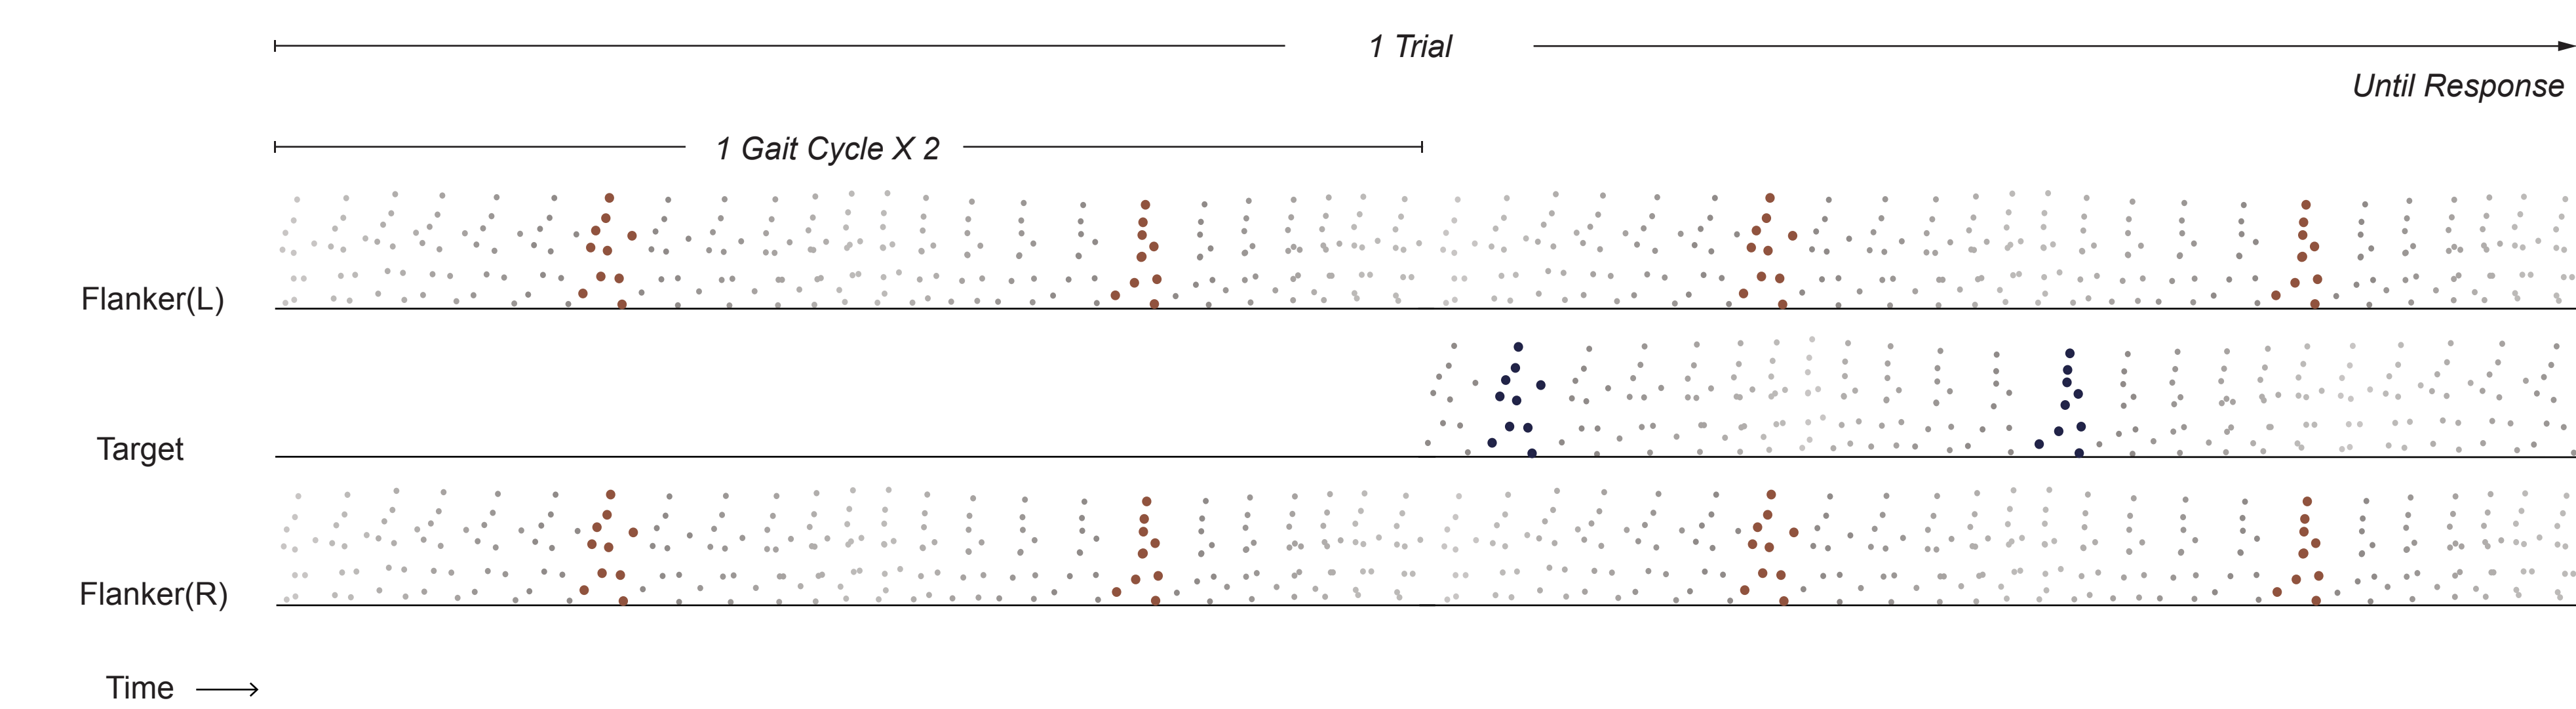 1 Trial
Until Response
1 Gait Cycle X 2
Flanker(L)
Target
Flanker(R)
Time